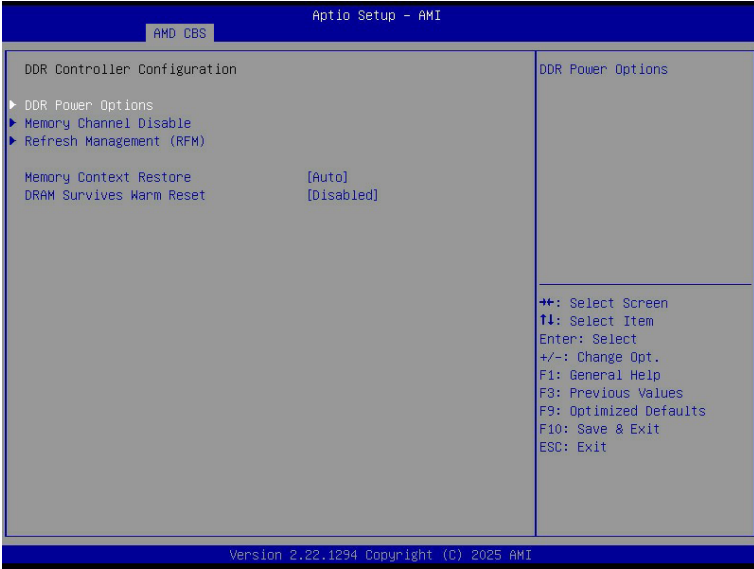 Aptio Setup – AMI
AMD CBS
DDR Controller Configuration
DDR Power Options
Memory Channel Disable
Refresh Management (RFM)
Memory Context Restore [Auto]
DRAM Survives Warm Reset [Disabled]
DDR Power Options
→←: Select Screen
↑↓: Select Item
Enter: Select
+/-: Change Opt.
F1: General Help
F3: Previous Values
F9: Optimized Defaults
F10: Save & Exit
ESC: Exit
Version 2.22.1294 Copyright (C) 2025 AMI